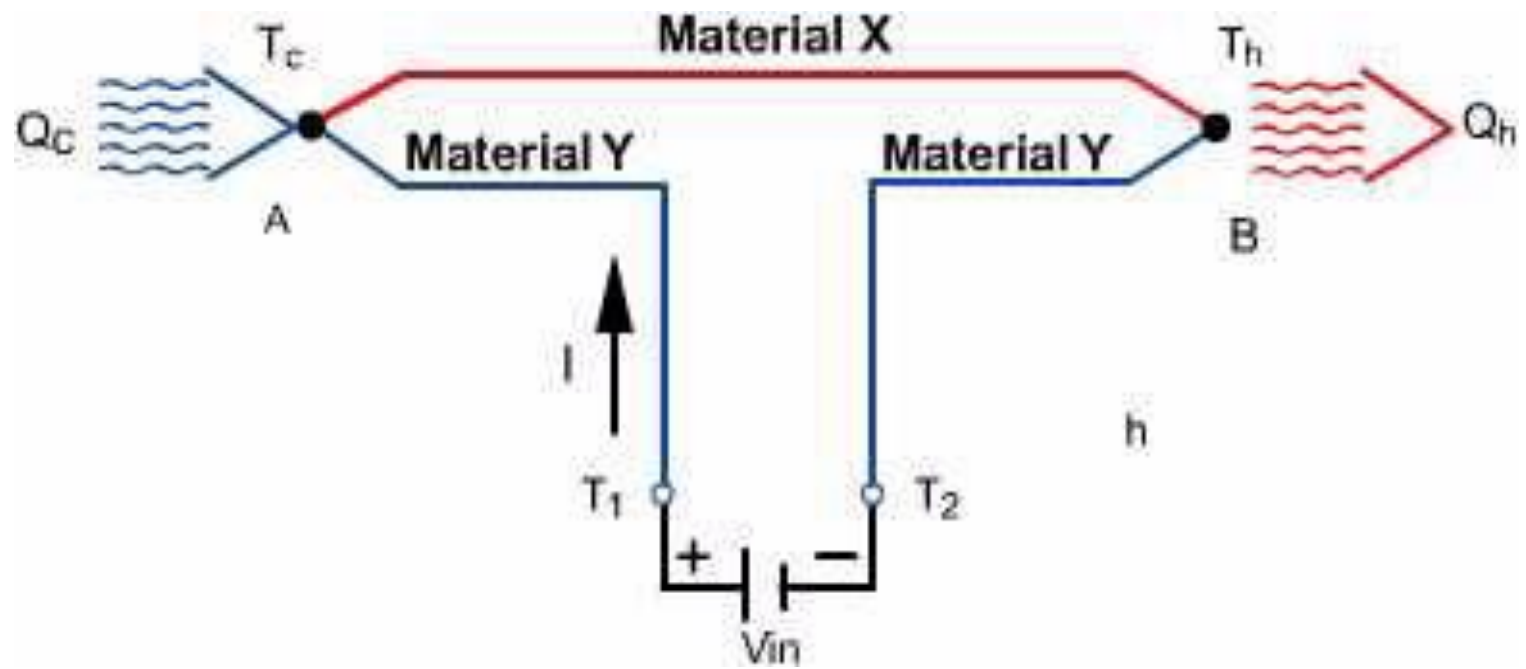 Material X
Tc
Th
QC
Qh
Material Y
Material Y
A
B
I
h
T1
T2
+
−
Vin